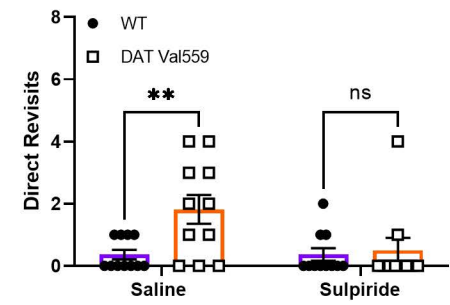 WT
DAT Val559
Direct Revisits
8
6
4
2
0
**
ns
Saline
Sulpiride